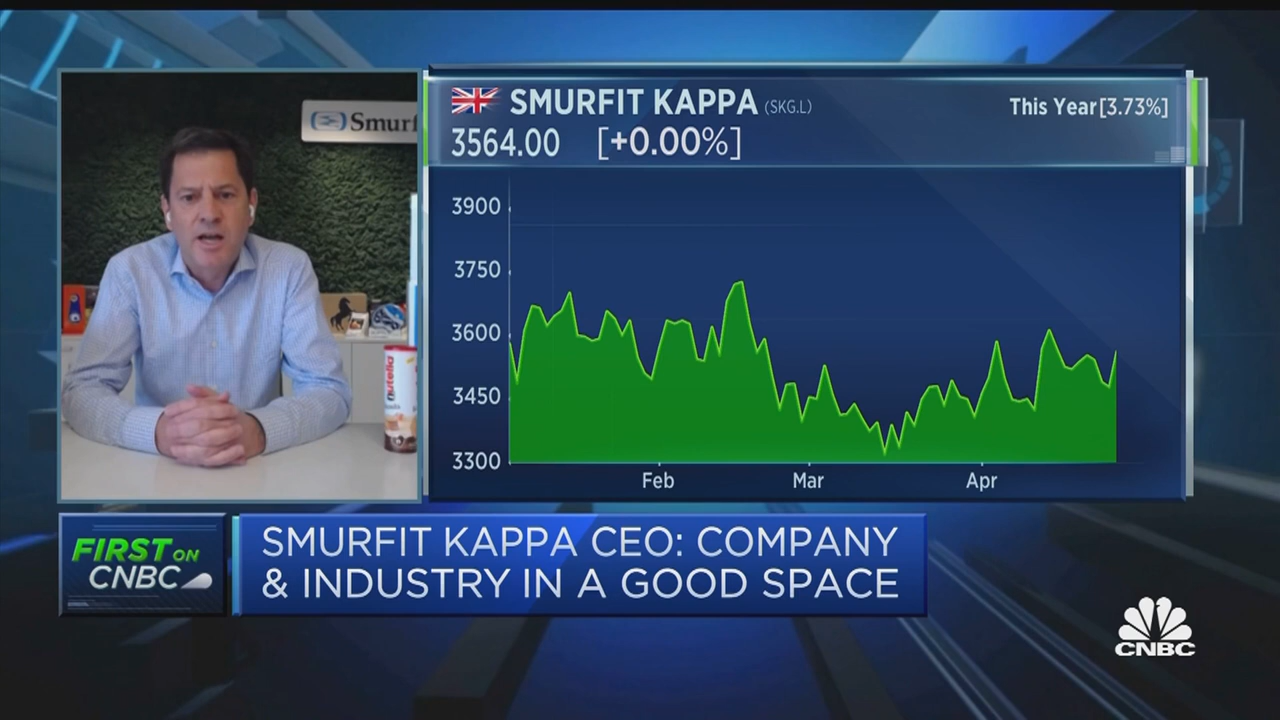 Smurf
nutella
SMURFIT KAPPA (SKG.L)
This Year[3.73%]
3564.00 [+0.00%]
3900
3750
3600
3450
3300
Feb Mar Apr
FIRST ON
CNBC
SMURFIT KAPPA CEO: COMPANY
& INDUSTRY IN A GOOD SPACE
CNBC